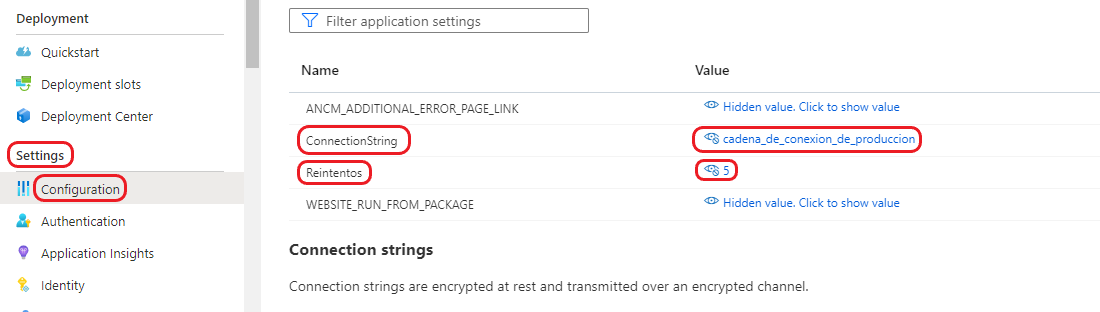 Deployment
Quickstart
Deployment slots
Deployment Center
Settings
Configuration
Authentication
Application Insights
Identity
Filter application settings
Name Value
ANCM_ADDITIONAL_ERROR_PAGE_LINK Hidden value. Click to show value
ConnectionString cadena_de_conexion_de_produccion
Reintentos 5
WEBSITE_RUN_FROM_PACKAGE Hidden value. Click to show value
Connection strings
Connection strings are encrypted at rest and transmitted over an encrypted channel.